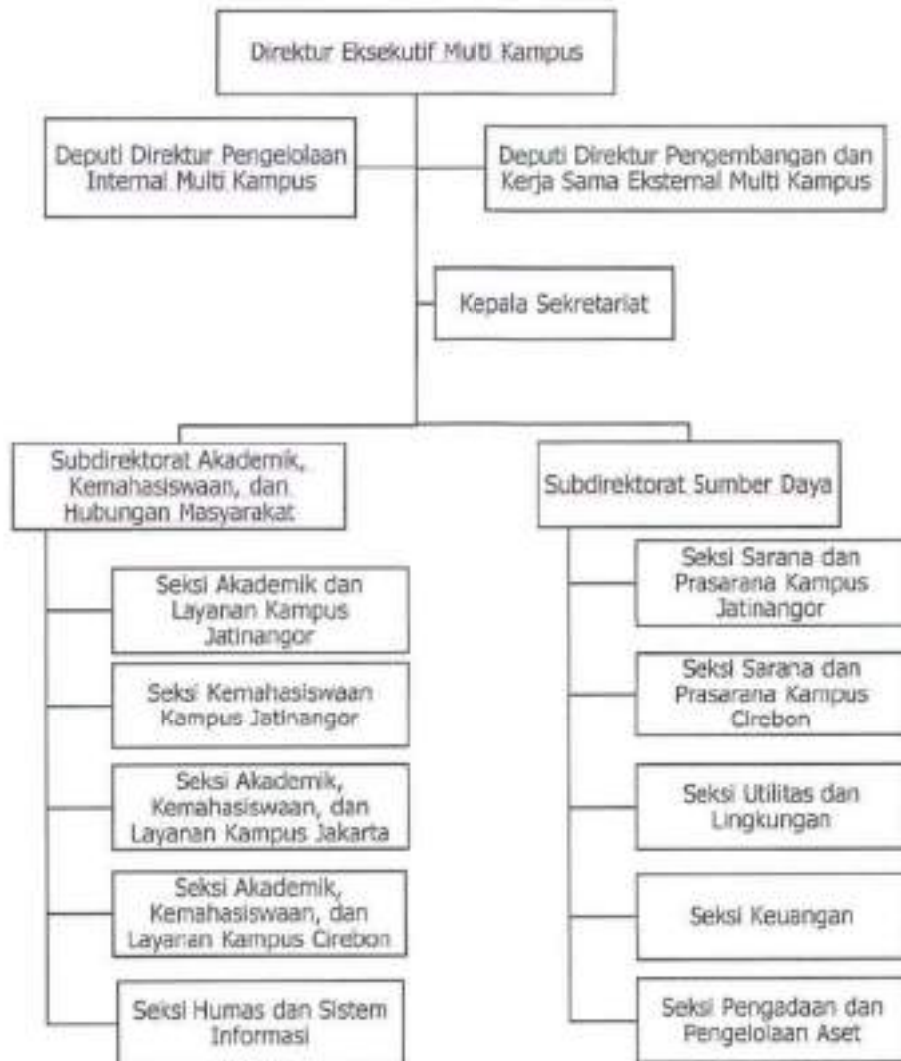 Direktur Eksekutif Multi Kampus
Deputi Direktur Pengelolaan
Internal Multi Kampus
Deputi Direktur Pengembangan dan
Kerja Sama Eksternal Multi Kampus
Kepala Sekretariat
Subdirektorat Akademik,
Kemahasiswaan, dan
Hubungan Masyarakat
Seksi Akademik dan
Layanan Kampus
Jatinangor
Seksi Kemahasiswaan
Kampus Jatinangor
Seksi Akademik,
Kemahasiswaan, dan
Layanan Kampus Jakarta
Seksi Akademik,
Kemahasiswaan, dan
Layanan Kampus Cirebon
Seksi Humas dan Sistem
Informasi
Subdirektorat Sumber Daya
Seksi Sarana dan
Prasarana Kampus
Jatinangor
Seksi Sarana dan
Prasarana Kampus
Cirebon
Seksi Utilitas dan
Lingkungan
Seksi Keuangan
Seksi Pengadaan dan
Pengelolaan Aset